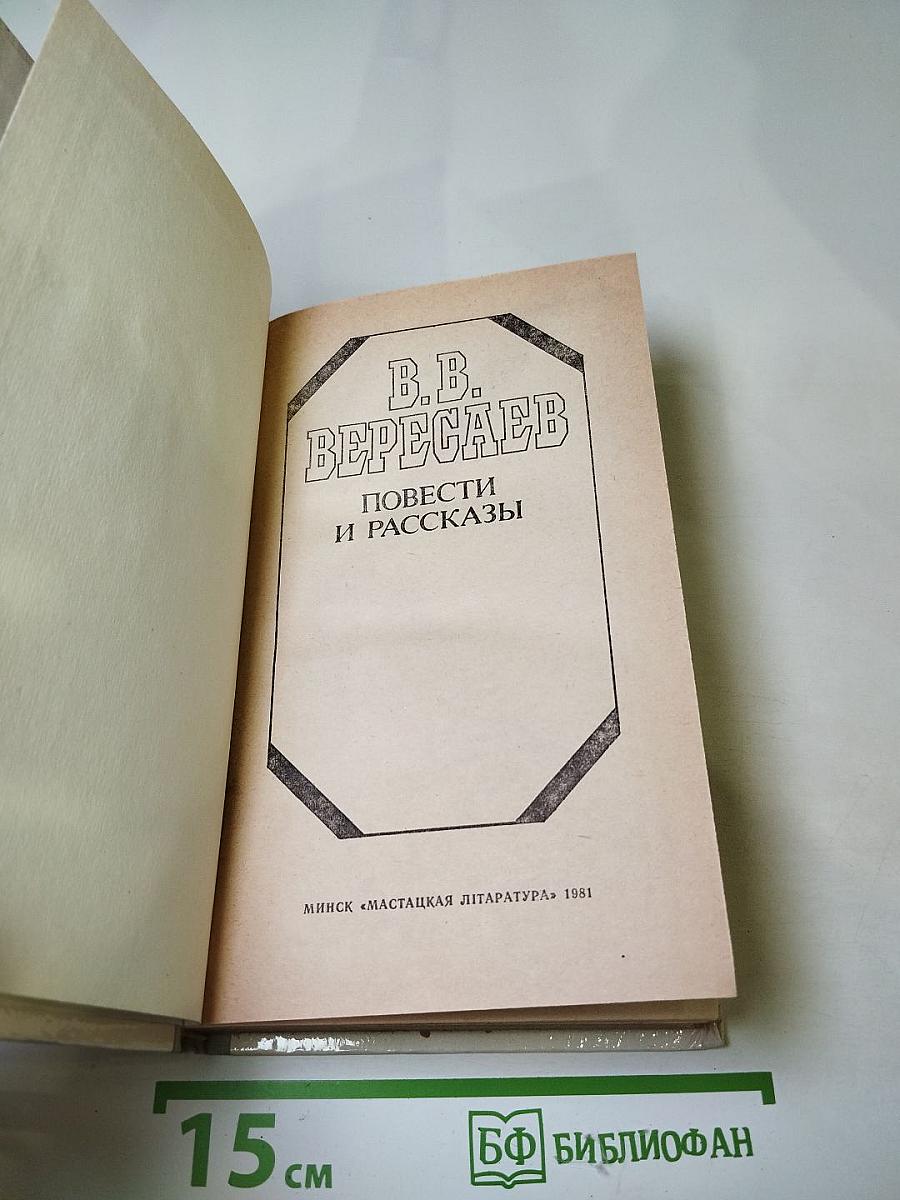 В.В.
ВЕРЕСАЕВ
ПОВЕСТИ
И РАССКАЗЫ
МИНСК «МАСТАЦКАЯ ЛІТАРАТУРА» 1981
15 см
БФ БИБЛИОФАН